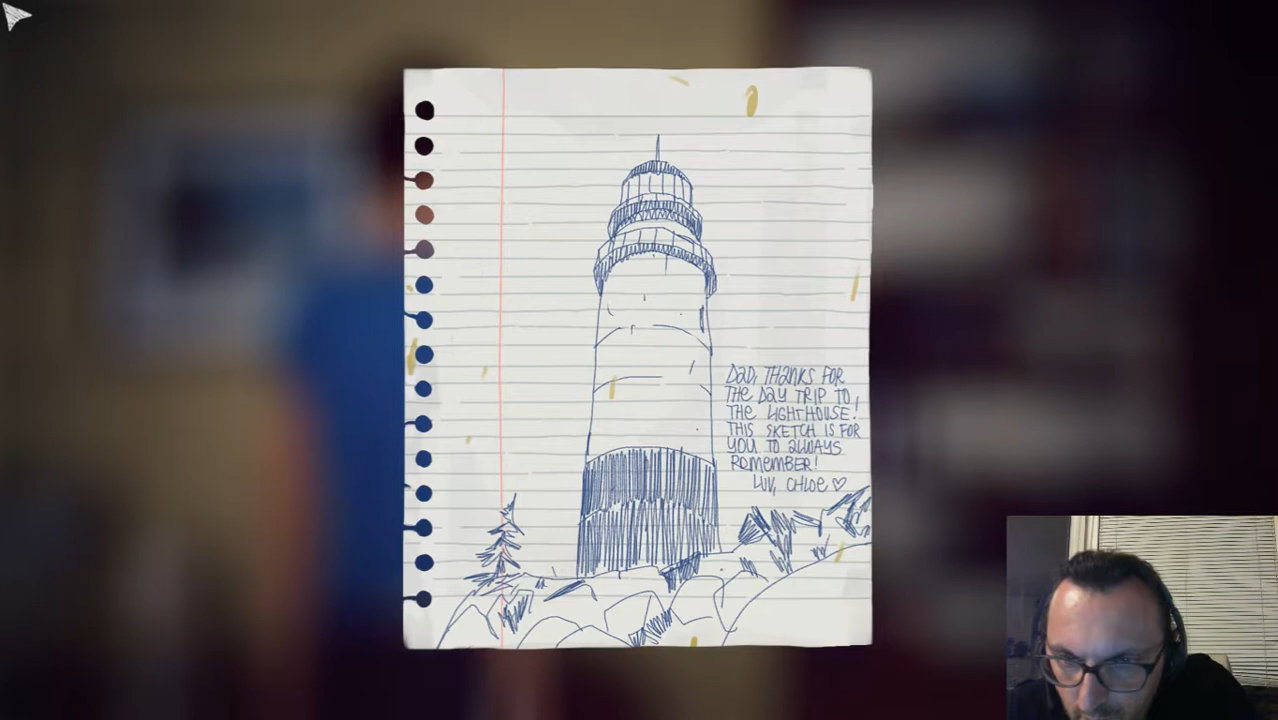 DAD, THANKS FOR
THE DAY TRIP TO
THE LIGHTHOUSE!
THIS SKETCH IS FOR
YOU TO ALWAYS
REMEMBER!
LUV, CHLOE ♡